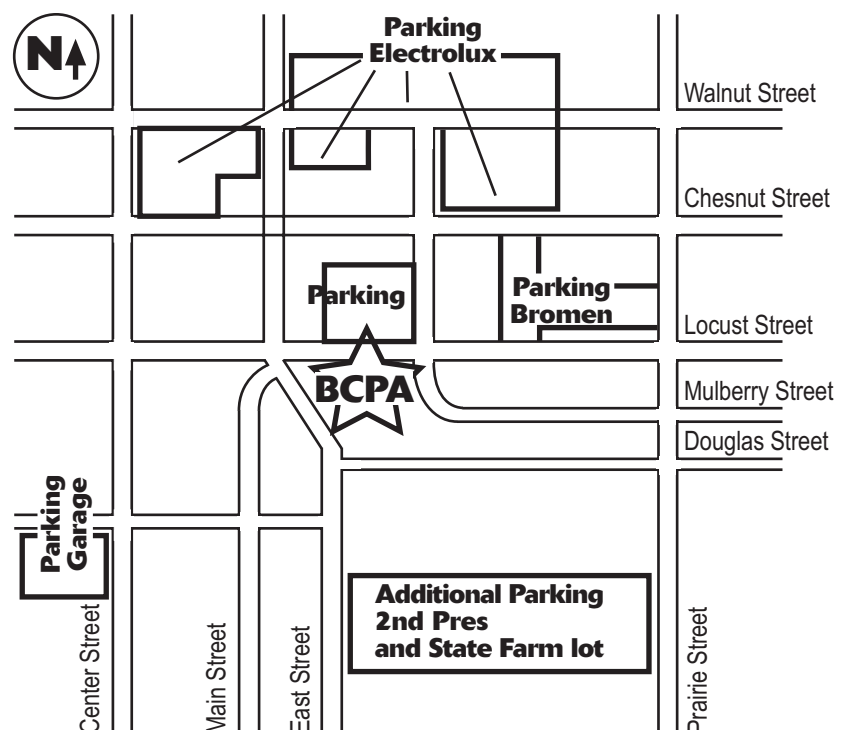 N
Parking
Electrolux
Walnut Street
Chesnut Street
Parking
Parking
Bromen
Locust Street
BCPA
Mulberry Street
Douglas Street
Parking
Garage
Additional Parking
2nd Pres
and State Farm lot
Center Street
Main Street
East Street
Prairie Street